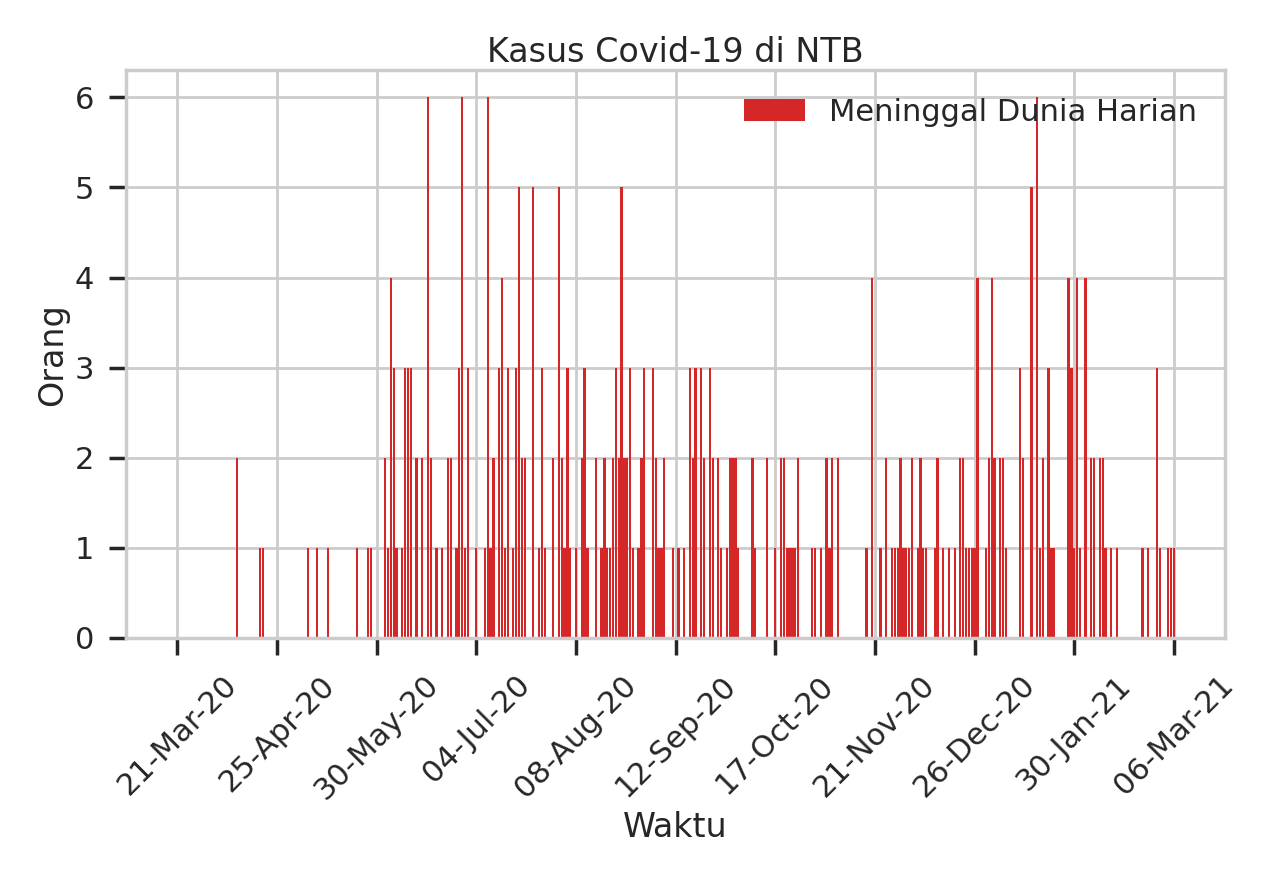 Kasus Covid-19 di NTB
Meninggal Dunia Harian
6
5
4
3
2
1
0
Orang
21-Mar-20
25-Apr-20
30-May-20
04-Jul-20
08-Aug-20
12-Sep-20
17-Oct-20
21-Nov-20
26-Dec-20
30-Jan-21
06-Mar-21
Waktu